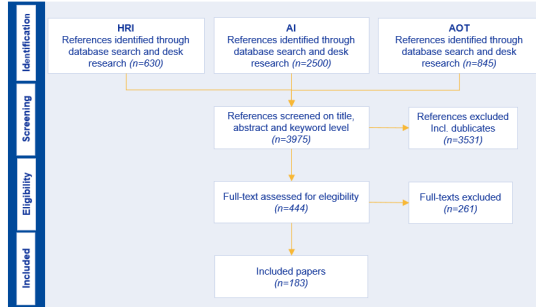 Identification
HRI
References identified through
database search and desk
research (n=630)
AI
References identified through
database search and desk
research (n=2500)
AOT
References identified through
database search and desk
research (n=845)
Screening
References screened on title,
abstract and keyword level
(n=3975)
References excluded
Incl. dublicates
(n=3531)
Eligibility
Full-text assessed for elegibility
(n=444)
Full-texts excluded
(n=261)
Included
Included papers
(n=183)